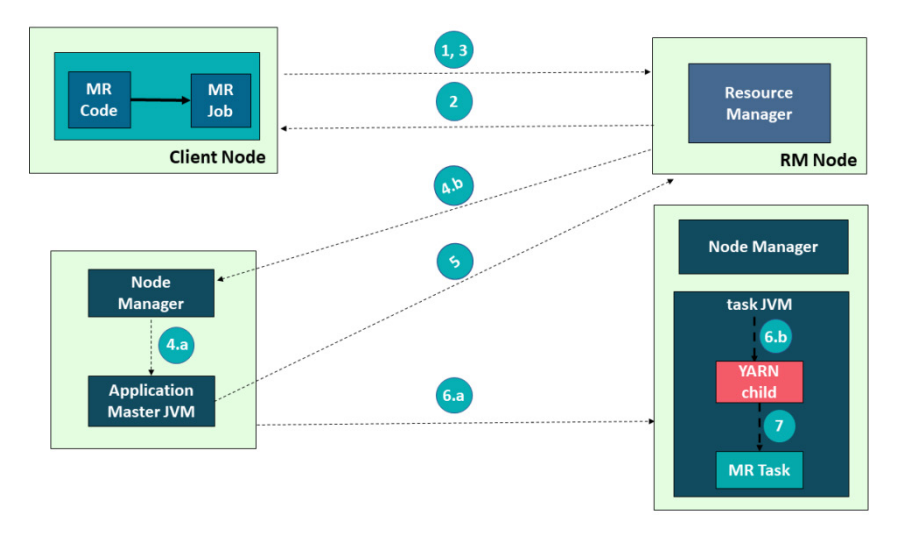 MR
Code
MR
Job
Client Node
1, 3
2
Resource
Manager
RM Node
4.b
5
Node
Manager
4.a
Application
Master JVM
6.a
Node Manager
task JVM
6.b
YARN
child
7
MR Task